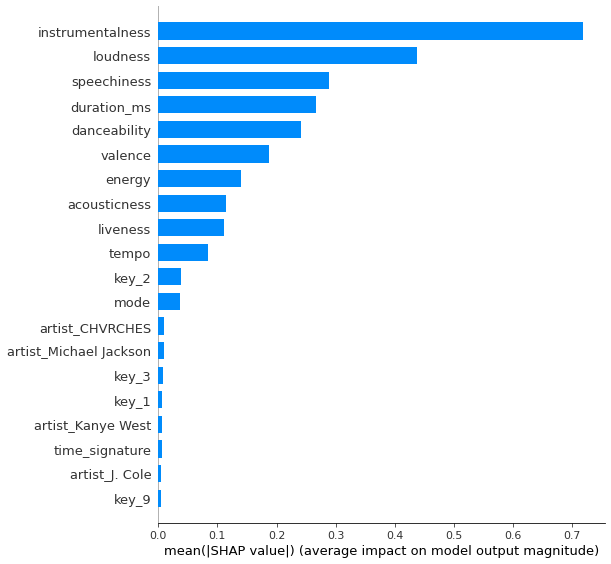 instrumentalness
loudness
speechiness
duration_ms
danceability
valence
energy
acousticness
liveness
tempo
key_2
mode
artist_CHVRCHES
artist_Michael Jackson
key_3
key_1
artist_Kanye West
time_signature
artist_J. Cole
key_9
0.0 0.1 0.2 0.3 0.4 0.5 0.6 0.7
mean(|SHAP value|) (average impact on model output magnitude)